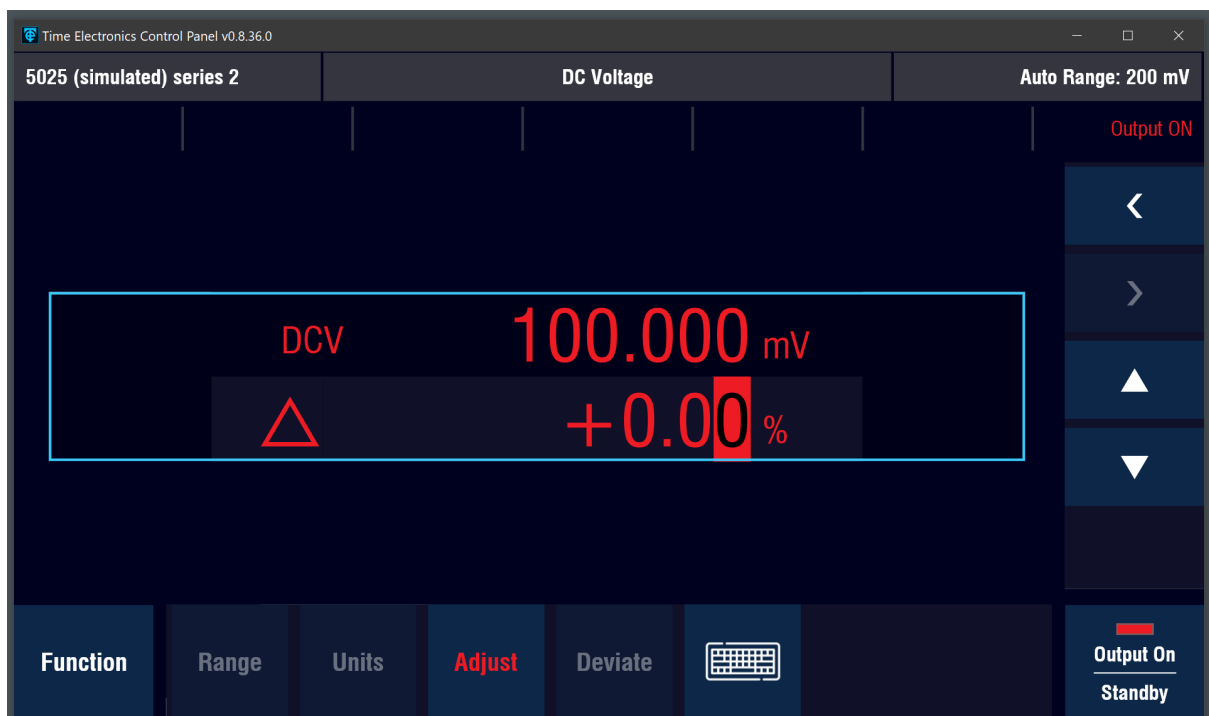 Time Electronics Control Panel v0.8.36.0
5025 (simulated) series 2
DC Voltage
Auto Range: 200 mV
Output ON
DCV 100.000 mV
+0.00 %
Function
Range
Units
Adjust
Deviate
Output On
Standby